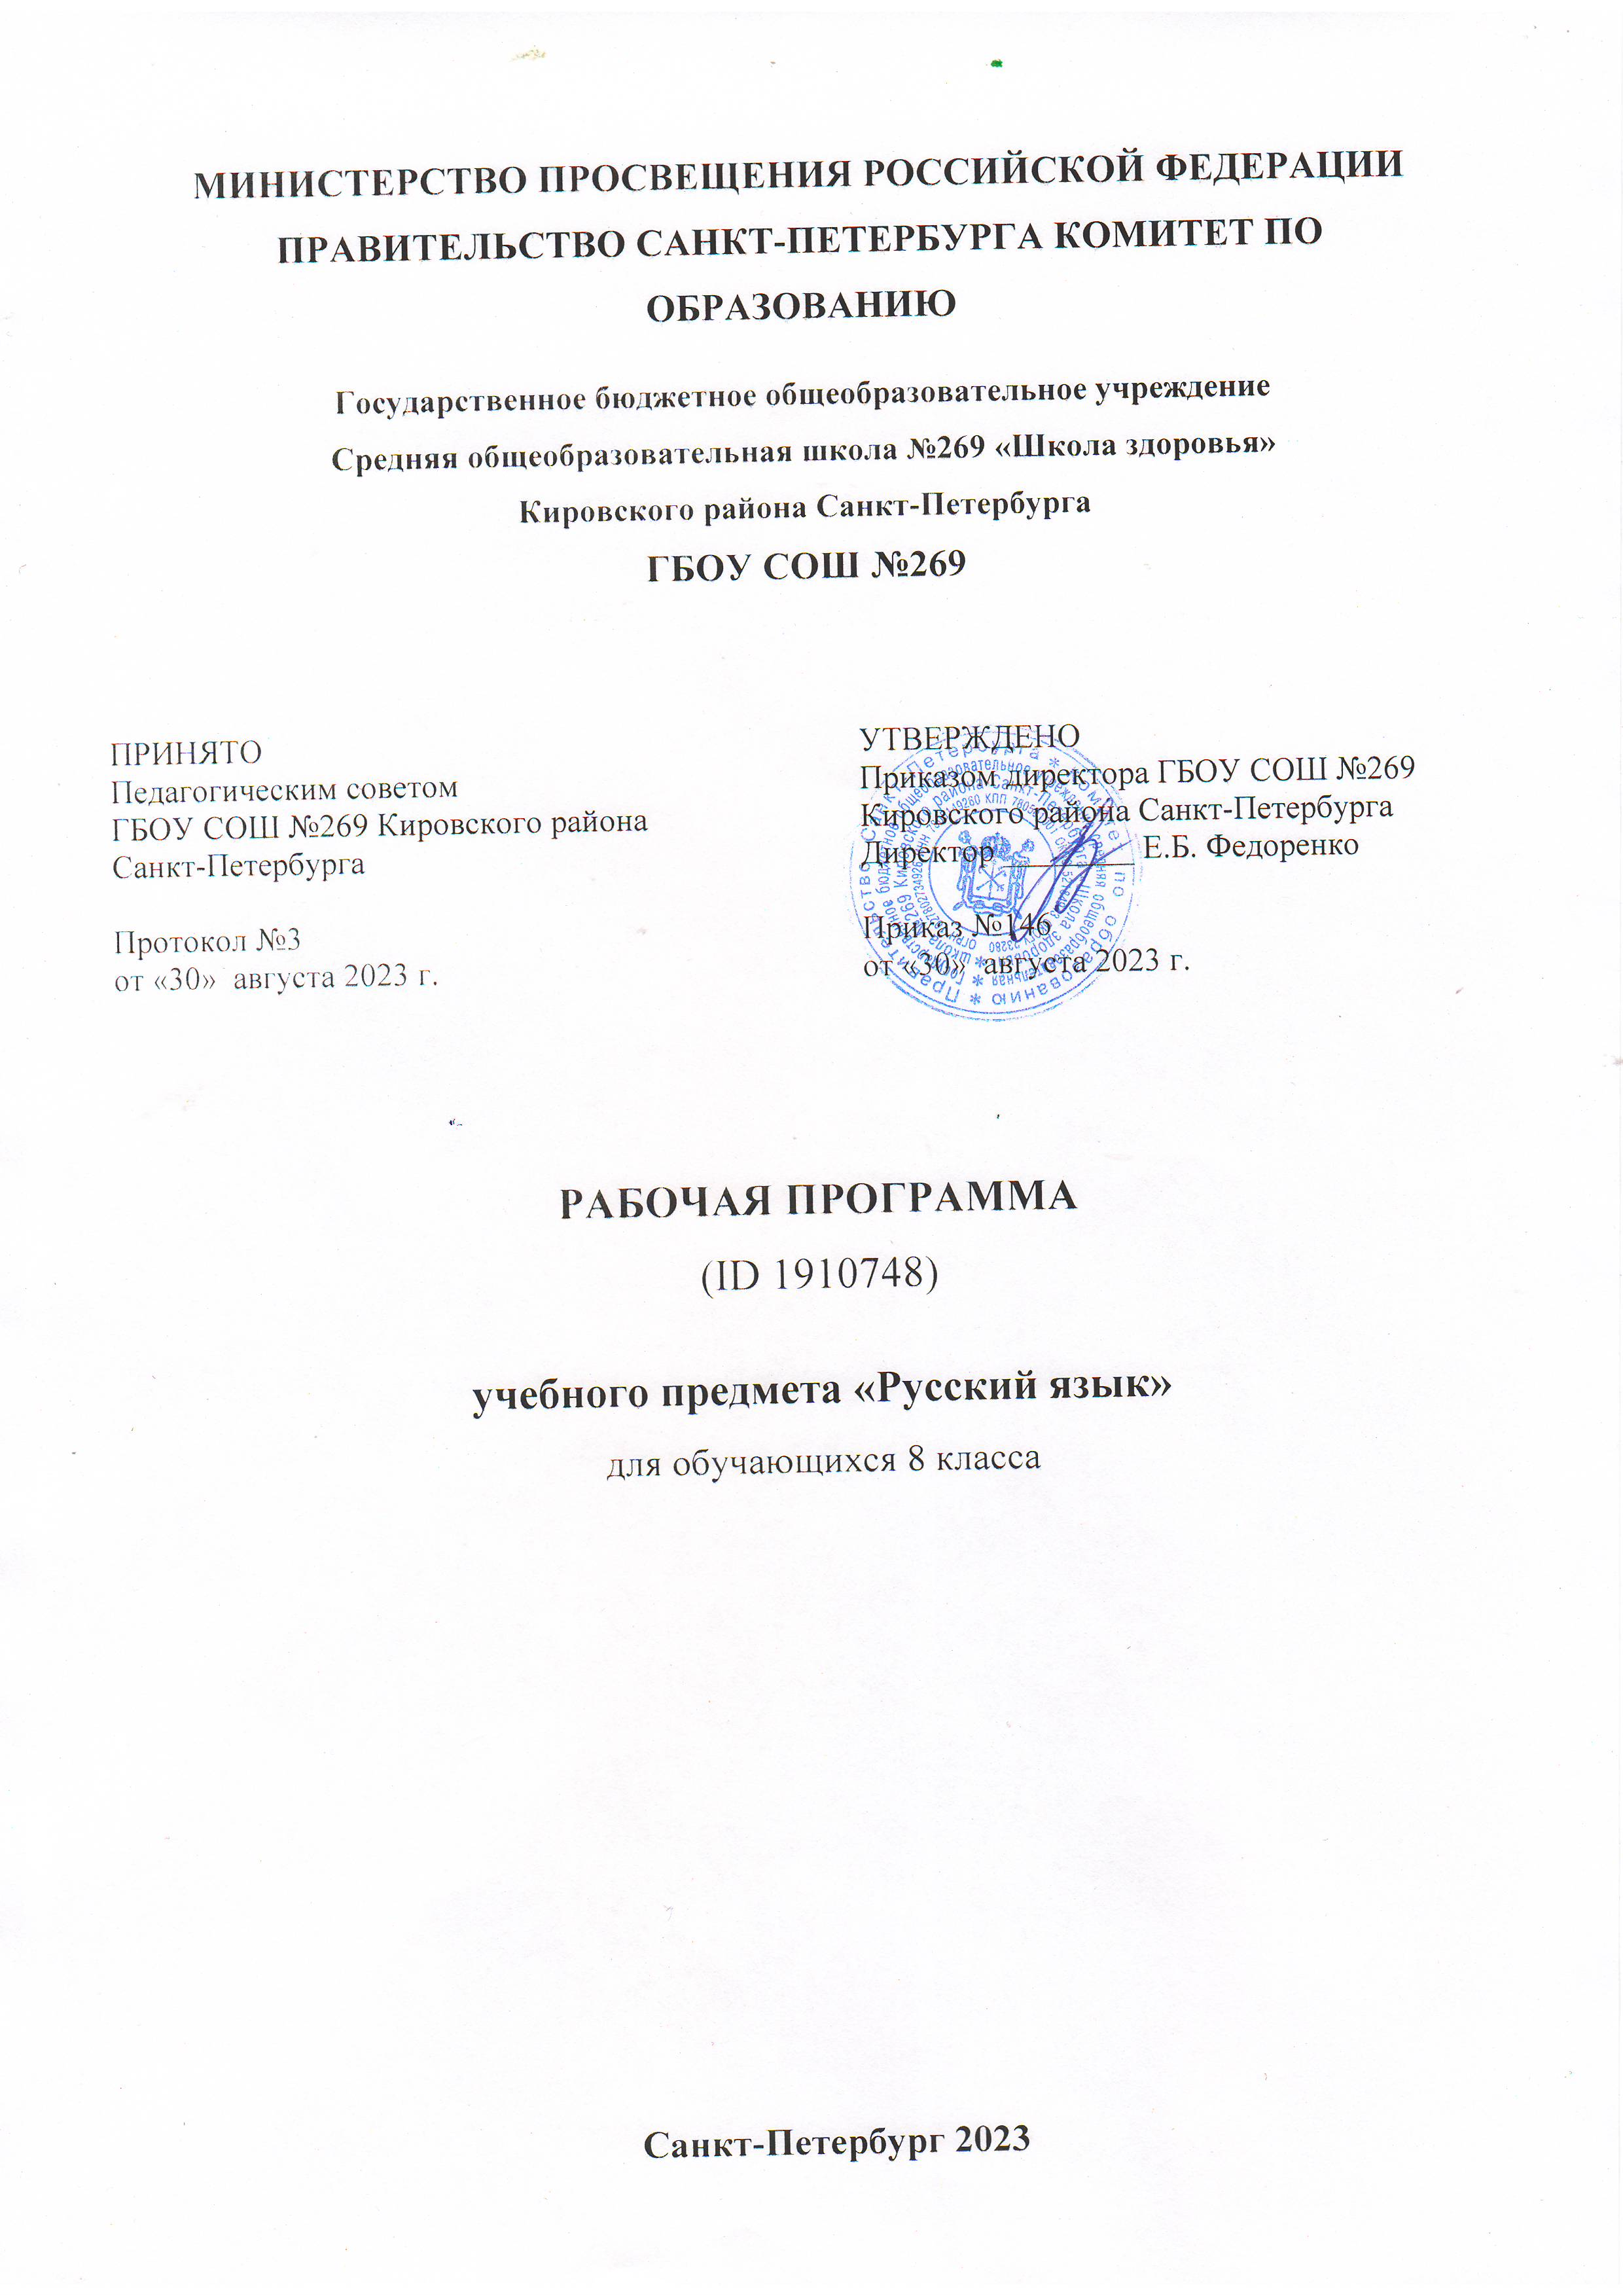 МИНИСТЕРСТВО ПРОСВЕЩЕНИЯ РОССИЙСКОЙ ФЕДЕРАЦИИ
ПРАВИТЕЛЬСТВО САНКТ-ПЕТЕРБУРГА КОМИТЕТ ПО
ОБРАЗОВАНИЮ
Государственное бюджетное общеобразовательное учреждение
Средняя общеобразовательная школа №269 «Школа здоровья»
Кировского района Санкт-Петербурга
ГБОУ СОШ №269
ПРИНЯТО
Педагогическим советом
ГБОУ СОШ №269 Кировского района
Санкт-Петербурга
Протокол №3
от «30» августа 2023 г.
УТВЕРЖДЕНО
Приказом директора ГБОУ СОШ №269
Кировского района Санкт-Петербурга
Директор__________ Е.Б. Федоренко
Приказ №146
от «30» августа 2023 г.
РАБОЧАЯ ПРОГРАММА
(ID 1910748)
учебного предмета «Русский язык»
для обучающихся 8 класса
Санкт-Петербург 2023